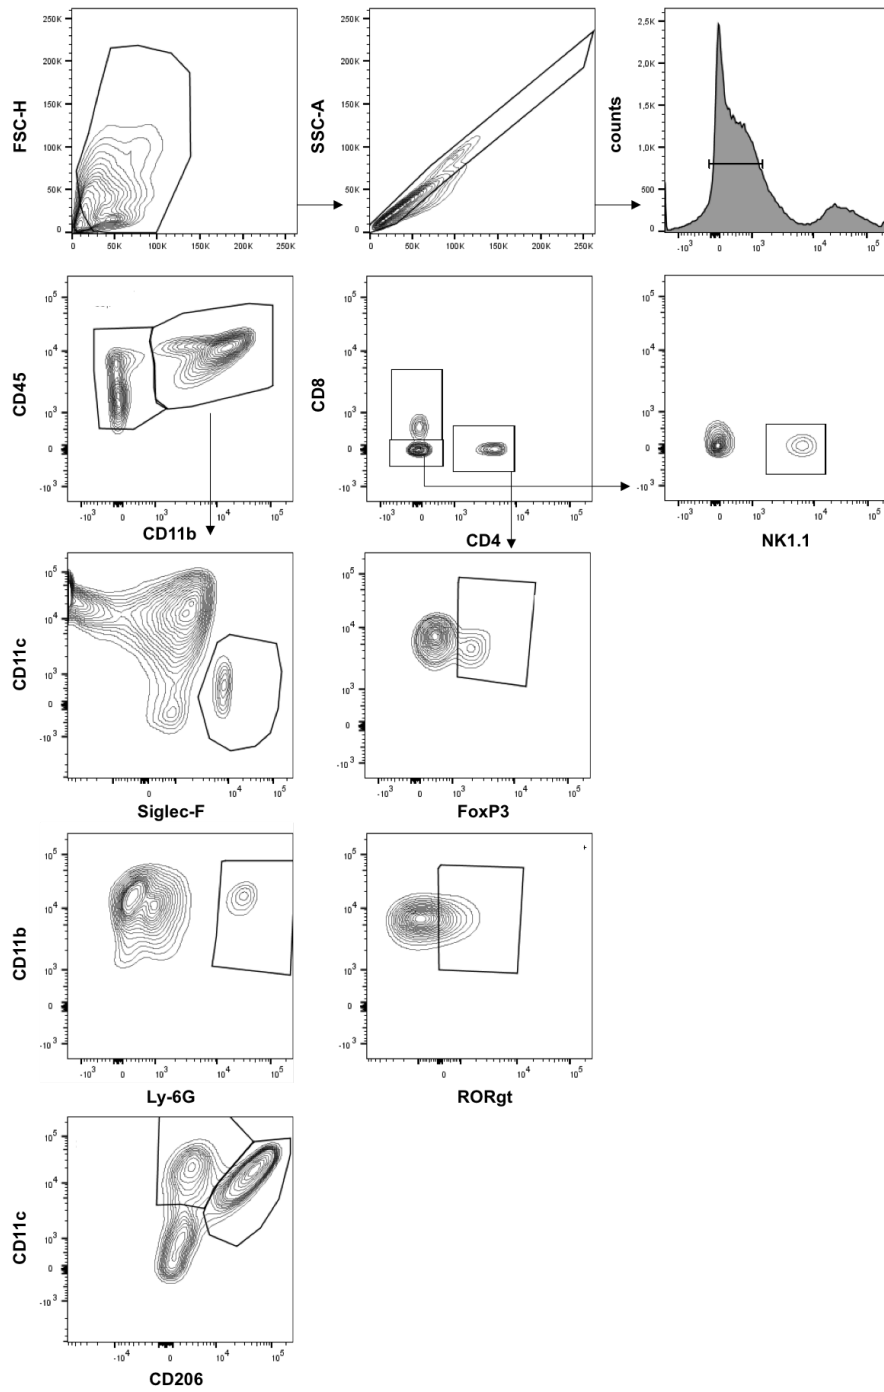 FSC-H
250K
200K
150K
100K
50K
0
0 50K 100K 150K 200K 250K
SSC-A
250K
200K
150K
100K
50K
0
0 50K 100K 150K 200K 250K
counts
2,5K
2,0K
1,5K
1,0K
500
0
-10³ 0 10³ 10⁴ 10⁵
CD45
10⁵
10⁴
10³
0
-10³
-10³ 0 10³ 10⁴ 10⁵
CD11b
CD8
10⁵
10⁴
10³
0
-10³
-10³ 0 10³ 10⁴ 10⁵
CD4
10⁵
10⁴
10³
0
-10³
-10³ 0 10³ 10⁴ 10⁵
NK1.1
CD11c
10⁵
10⁴
10³
0
-10³
0 10⁴ 10⁵
Siglec-F
10⁵
10⁴
10³
0
-10³
-10³ 0 10³ 10⁴ 10⁵
FoxP3
CD11b
10⁵
10⁴
10³
0
-10³
0 10³ 10⁴ 10⁵
Ly-6G
10⁵
10⁴
10³
0
-10³
-10³ 0 10⁴ 10⁵
RORgt
CD11c
10⁵
10⁴
10³
0
-10³
-10⁴ 0 10⁴ 10⁵
CD206